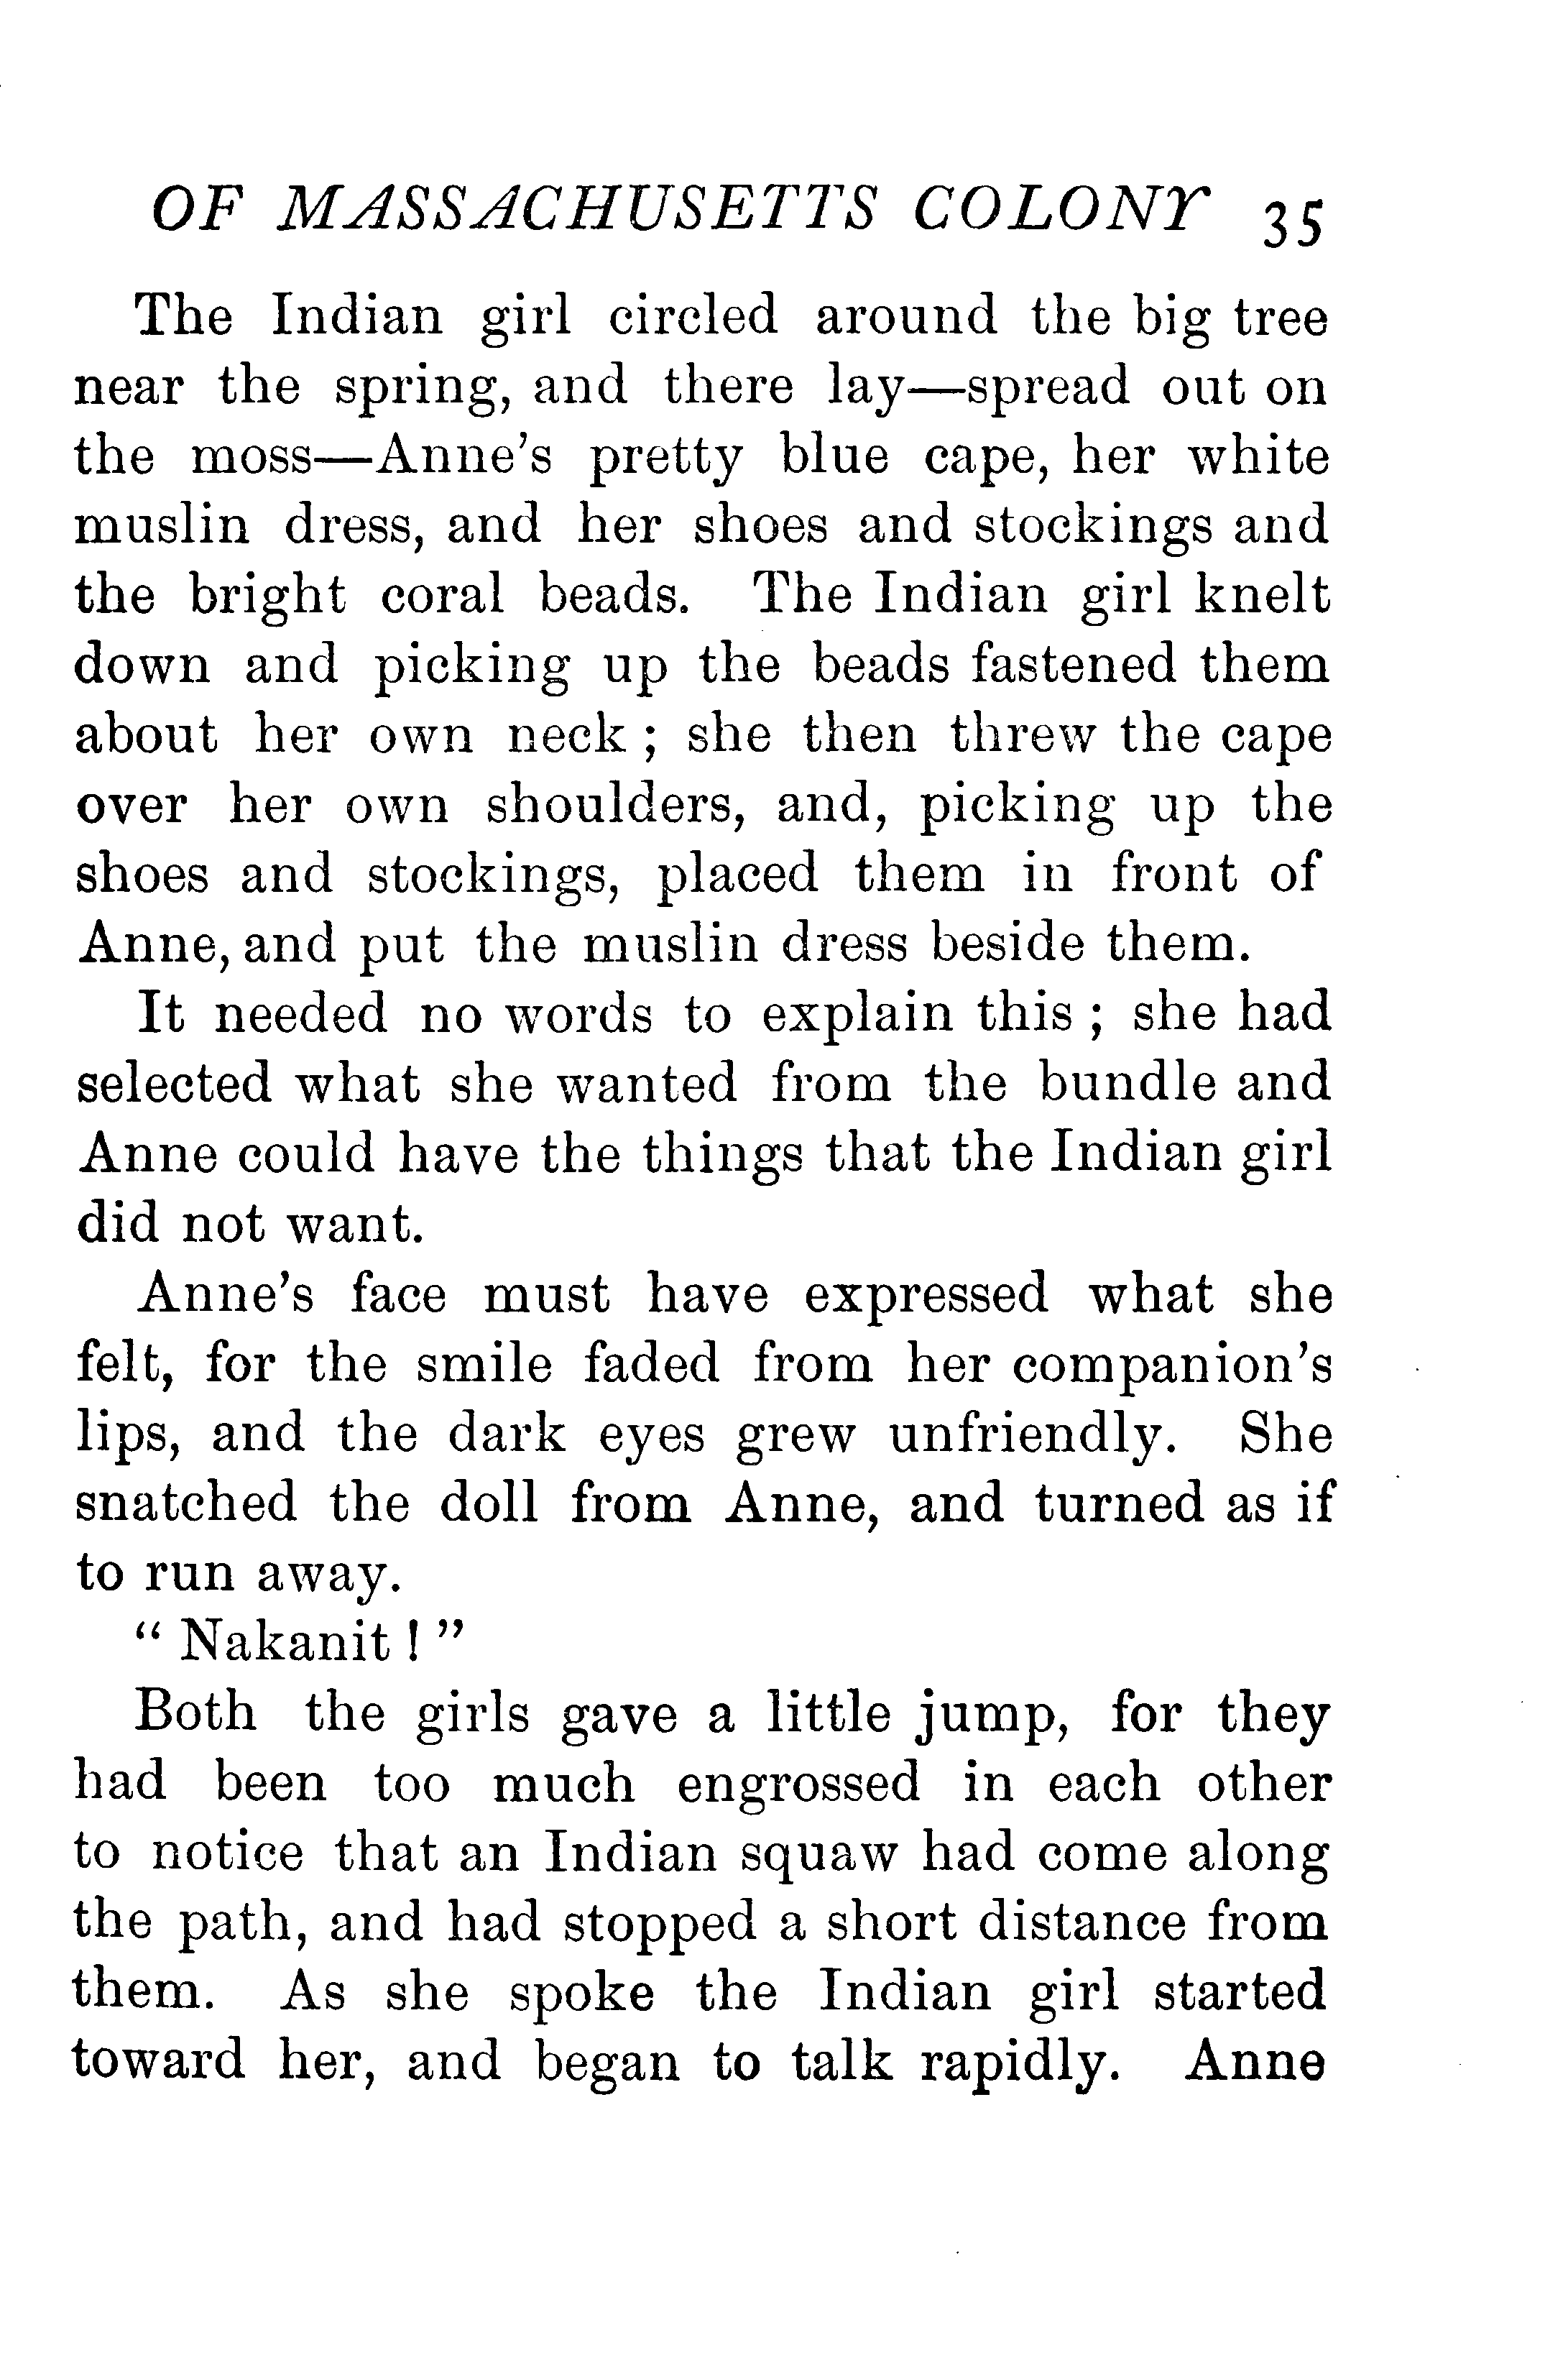 OF MASSACHUSETTS COLONY 35
The Indian girl circled around the big tree
near the spring, and there lay—spread out on
the moss—Anne's pretty blue cape, her white
muslin dress, and her shoes and stockings and
the bright coral beads. The Indian girl knelt
down and picking up the beads fastened them
about her own neck ; she then threw the cape
over her own shoulders, and, picking up the
shoes and stockings, placed them in front of
Anne, and put the muslin dress beside them.
It needed no words to explain this ; she had
selected what she wanted from the bundle and
Anne could have the things that the Indian girl
did not want.
Anne's face must have expressed what she
felt, for the smile faded from her companion's
lips, and the dark eyes grew unfriendly. She
snatched the doll from Anne, and turned as if
to run away.
“ Nakanit ! ”
Both the girls gave a little jump, for they
had been too much engrossed in each other
to notice that an Indian squaw had come along
the path, and had stopped a short distance from
them. As she spoke the Indian girl started
toward her, and began to talk rapidly. Anne